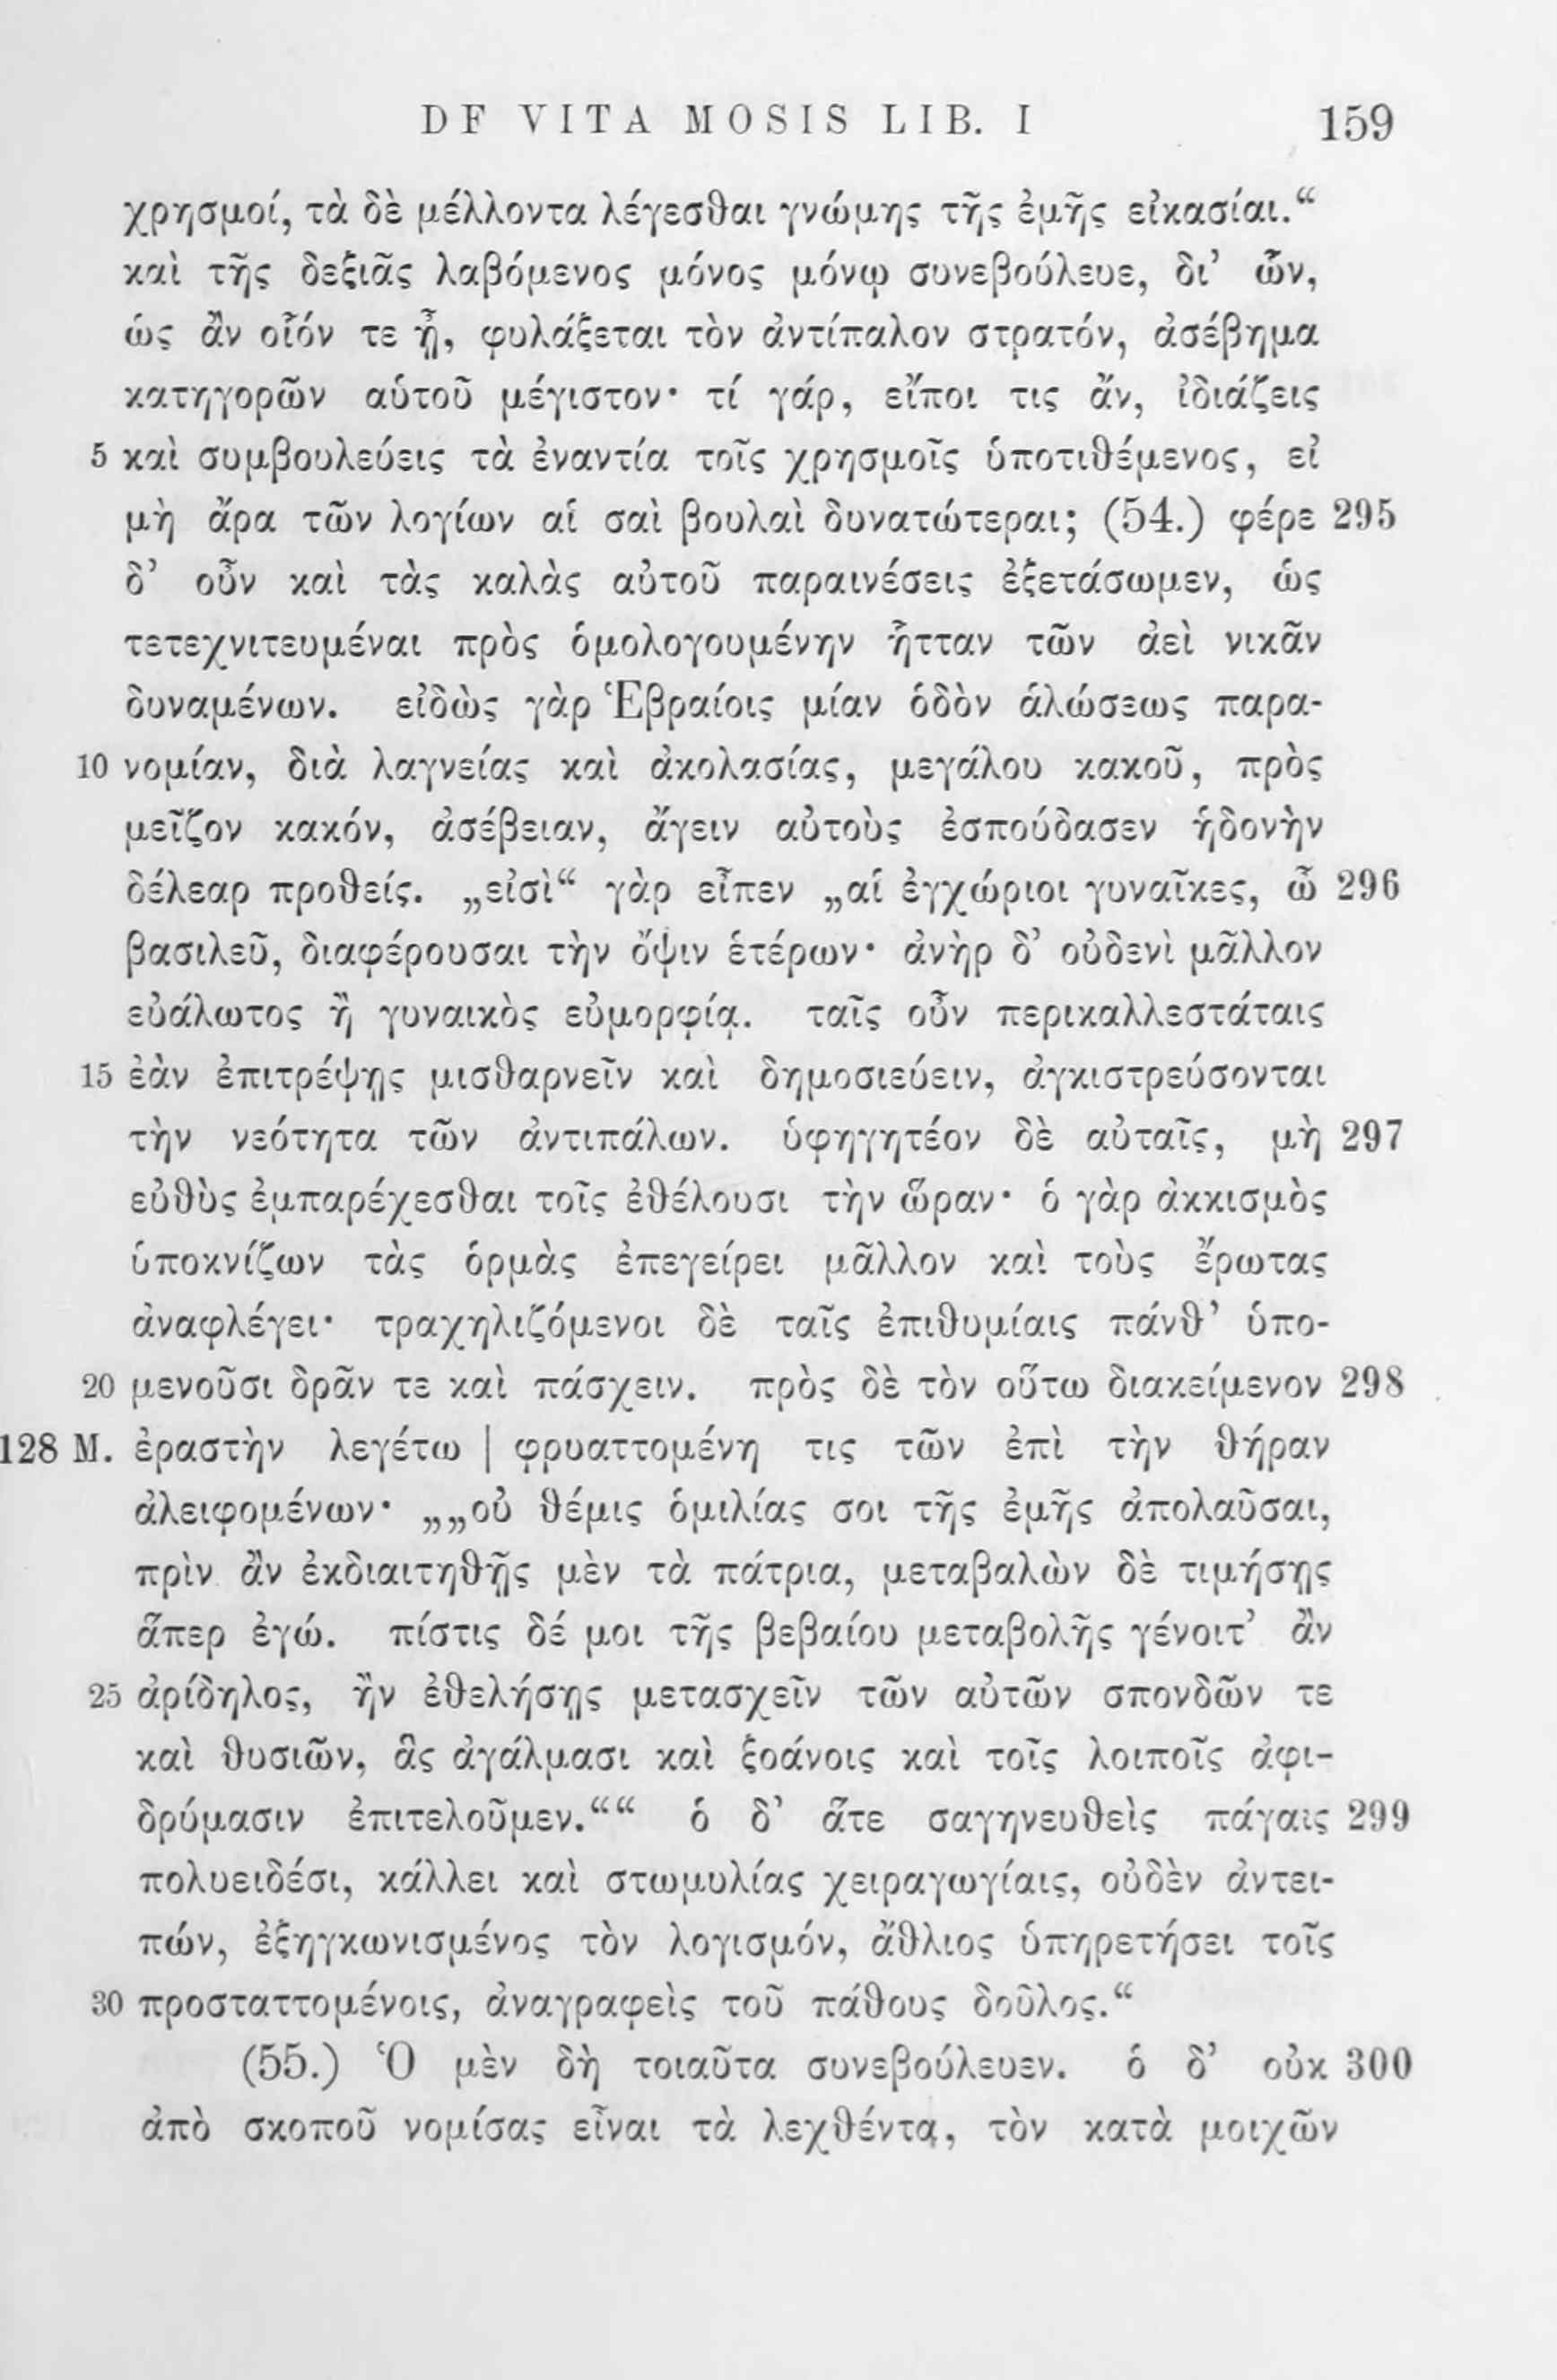 DE VITA MOSIS LIB. I 159
χρησμοί, τὰ δὲ μέλλοντα λέγεσθαι γνώμης τῆς ἐμῆς εἰκασίαι.“
καὶ τῆς δεξιᾶς λαβόμενος μόνος μόνῳ συνεβούλευε, δι’ ὧν,
ὡς ἂν οἷόν τε ᾖ, φυλάξεται τὸν ἀντίπαλον στρατόν, ἀσέβημα
κατηγορῶν αὑτοῦ μέγιστον· τί γάρ, εἴποι τις ἄν, ἰδιάζεις
5 καὶ συμβουλεύεις τὰ ἐναντία τοῖς χρησμοῖς ὑποτιθέμενος, εἰ
μὴ ἄρα τῶν λογίων αἱ σαὶ βουλαὶ δυνατώτεραι; (54.) φέρε 295
δ’ οὖν καὶ τὰς καλὰς αὐτοῦ παραινέσεις ἐξετάσωμεν, ὡς
τετεχνιτευμέναι πρὸς ὁμολογουμένην ἧτταν τῶν ἀεὶ νικᾶν
δυναμένων. εἰδὼς γὰρ Ἑβραίοις μίαν ὁδὸν ἁλώσεως παρα-
10 νομίαν, διὰ λαγνείας καὶ ἀκολασίας, μεγάλου κακοῦ, πρὸς
μεῖζον κακόν, ἀσέβειαν, ἄγειν αὐτοὺς ἐσπούδασεν ἡδονὴν
δέλεαρ προθείς. „εἰσὶ“ γὰρ εἶπεν „αἱ ἐγχώριοι γυναῖκες, ὦ 296
βασιλεῦ, διαφέρουσαι τὴν ὄψιν ἑτέρων· ἀνὴρ δ’ οὐδενὶ μᾶλλον
εὐάλωτος ἢ γυναικὸς εὐμορφίᾳ. ταῖς οὖν περικαλλεστάταις
15 ἐὰν ἐπιτρέψῃς μισθαρνεῖν καὶ δημοσιεύειν, ἀγκιστρεύσονται
τὴν νεότητα τῶν ἀντιπάλων. ὑφηγητέον δὲ αὐταῖς, μὴ 297
εὐθὺς ἐμπαρέχεσθαι τοῖς ἐθέλουσι τὴν ὥραν· ὁ γὰρ ἀκκισμὸς
ὑποκνίζων τὰς ὁρμὰς ἐπεγείρει μᾶλλον καὶ τοὺς ἔρωτας
ἀναφλέγει· τραχηλιζόμενοι δὲ ταῖς ἐπιθυμίαις πάνθ’ ὑπο-
20 μενοῦσι δρᾶν τε καὶ πάσχειν. πρὸς δὲ τὸν οὕτω διακείμενον 298
128 M. ἐραστὴν λεγέτω | φρυαττομένη τις τῶν ἐπὶ τὴν θήραν
ἀλειφομένων· „„οὐ θέμις ὁμιλίας σοι τῆς ἐμῆς ἀπολαῦσαι,
πρὶν ἂν ἐκδιαιτηθῇς μὲν τὰ πάτρια, μεταβαλὼν δὲ τιμήσῃς
ἅπερ ἐγώ. πίστις δέ μοι τῆς βεβαίου μεταβολῆς γένοιτ’ ἂν
25 ἀρίδηλος, ἢν ἐθελήσῃς μετασχεῖν τῶν αὐτῶν σπονδῶν τε
καὶ θυσιῶν, ἃς ἀγάλμασι καὶ ξοάνοις καὶ τοῖς λοιποῖς ἀφι-
δρύμασιν ἐπιτελοῦμεν.““ ὁ δ’ ἅτε σαγηνευθεὶς πάγαις 299
πολυειδέσι, κάλλει καὶ στωμυλίας χειραγωγίαις, οὐδὲν ἀντει-
πών, ἐξηγκωνισμένος τὸν λογισμόν, ἄθλιος ὑπηρετήσει τοῖς
30 προσταττομένοις, ἀναγραφεὶς τοῦ πάθους δοῦλος.“
(55.) Ὁ μὲν δὴ τοιαῦτα συνεβούλευεν. ὁ δ’ οὐκ 300
ἀπὸ σκοποῦ νομίσας εἶναι τὰ λεχθέντα, τὸν κατὰ μοιχῶν